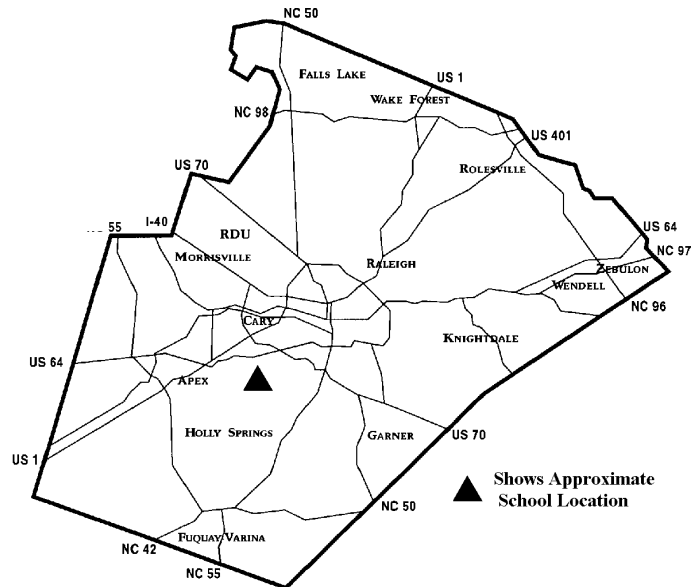 NC 50
FALLS LAKE
US 1
WAKE FOREST
NC 98
US 401
ROLESVILLE
US 70
55
I-40
RDU
MORRISVILLE
RALEIGH
US 64
NC 97
ZEBULON
WENDELL
NC 96
CARY
KNIGHTDALE
US 64
APEX
HOLLY SPRINGS
GARNER
US 70
US 1
Shows Approximate
School Location
NC 50
FUQUAY VARINA
NC 42
NC 55